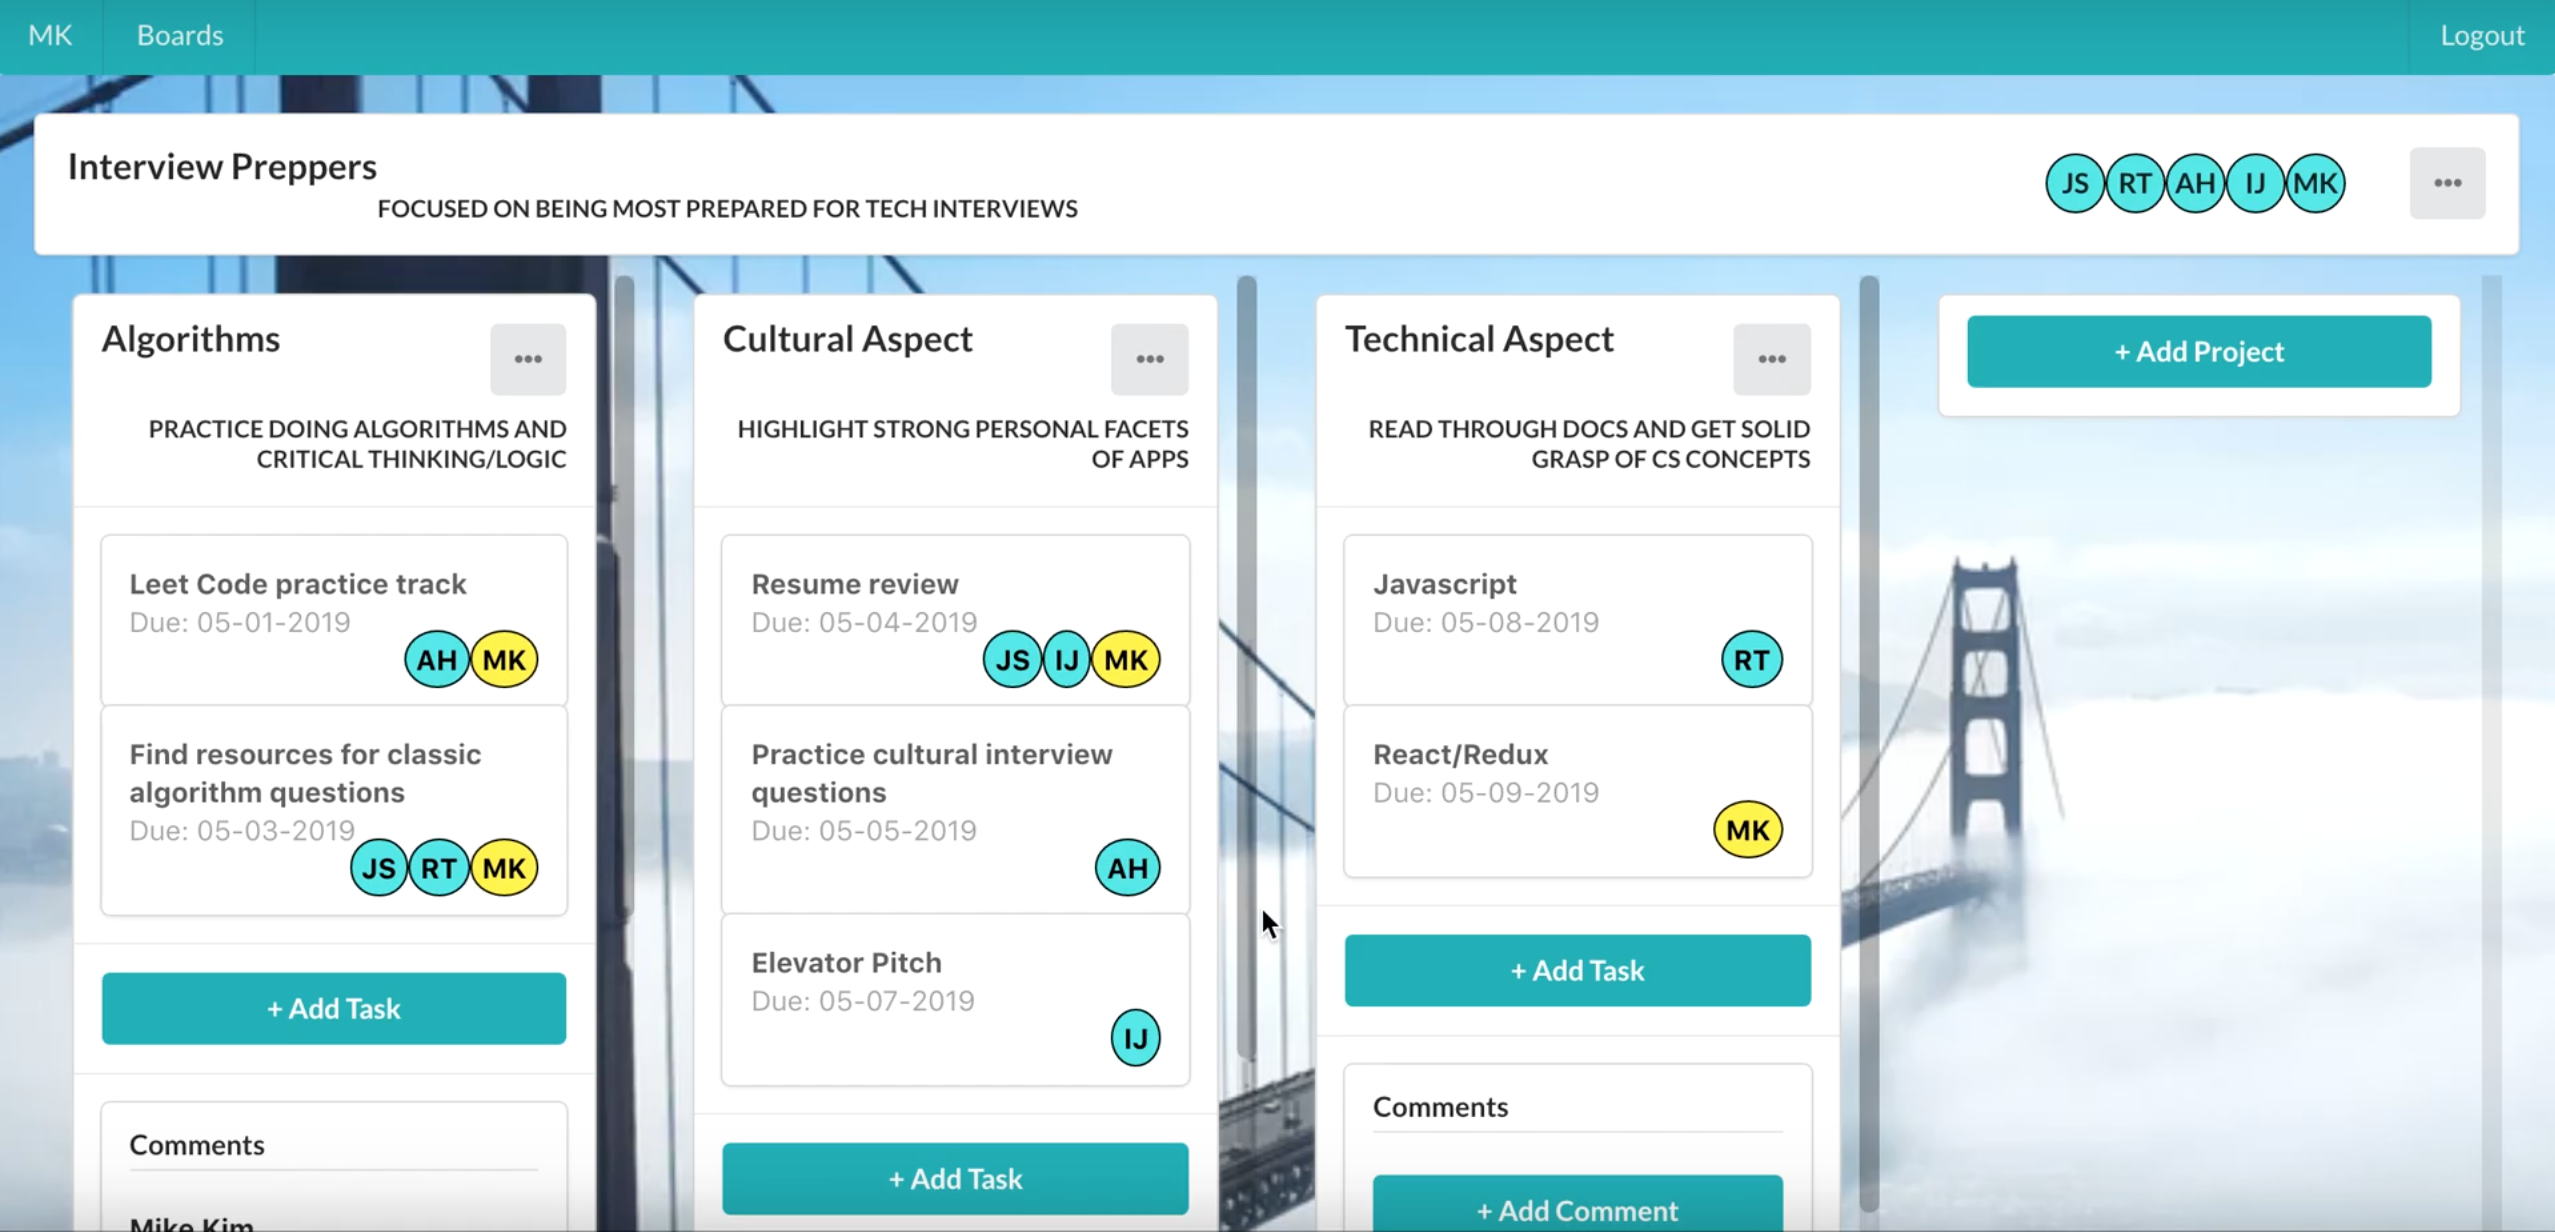 MK
Boards
Logout
Interview Preppers
FOCUSED ON BEING MOST PREPARED FOR TECH INTERVIEWS
JS
RT
AH
IJ
MK
Algorithms
PRACTICE DOING ALGORITHMS AND
CRITICAL THINKING/LOGIC
Leet Code practice track
Due: 05-01-2019
AH
MK
Find resources for classic
algorithm questions
Due: 05-03-2019
JS
RT
MK
+ Add Task
Comments
Mike Kim
Cultural Aspect
HIGHLIGHT STRONG PERSONAL FACETS
OF APPS
Resume review
Due: 05-04-2019
JS
IJ
MK
Practice cultural interview
questions
Due: 05-05-2019
AH
Elevator Pitch
Due: 05-07-2019
IJ
+ Add Task
Technical Aspect
READ THROUGH DOCS AND GET SOLID
GRASP OF CS CONCEPTS
Javascript
Due: 05-08-2019
RT
React/Redux
Due: 05-09-2019
MK
+ Add Task
Comments
+ Add Comment
+ Add Project